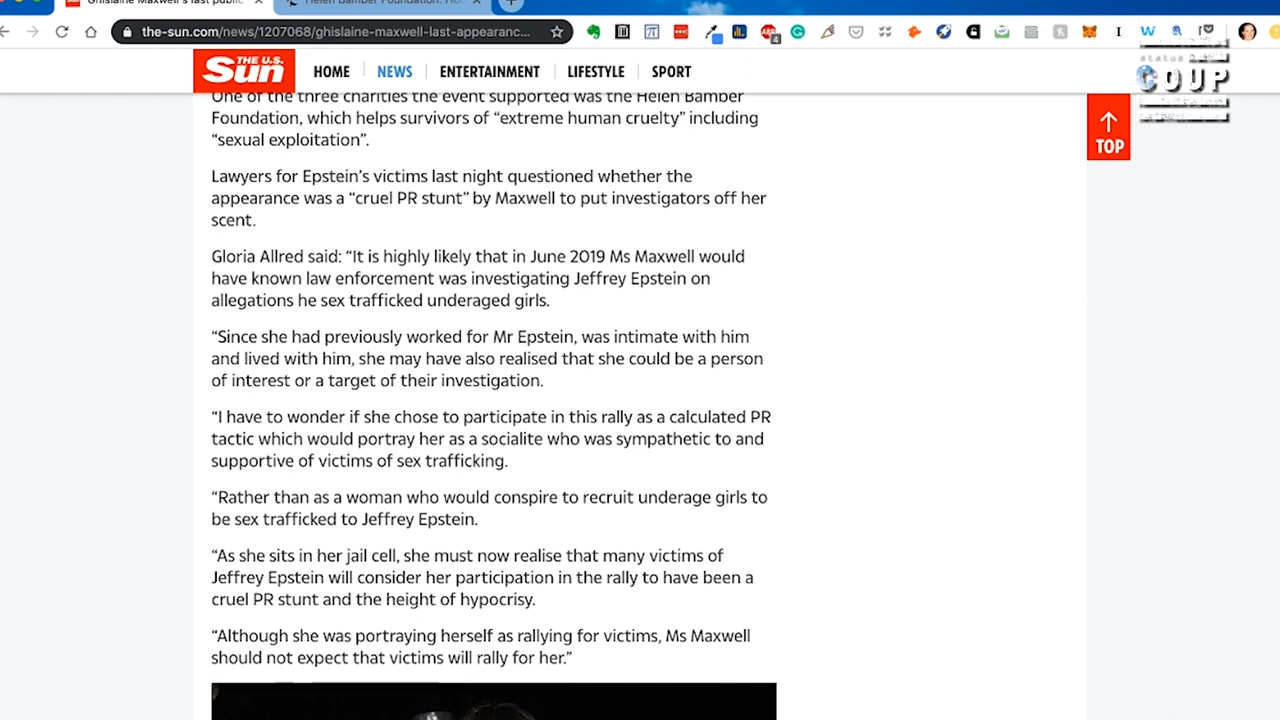 Ghislaine Maxwell's last public
Helen Bamber Foundation: Ho
the-sun.com/news/1207068/ghislaine-maxwell-last-appearanc...
THE U.S.
Sun
HOME
NEWS
ENTERTAINMENT
LIFESTYLE
SPORT
status
COUP
One of the three charities the event supported was the Helen Bamber
Foundation, which helps survivors of “extreme human cruelty” including
“sexual exploitation”.
TOP
Lawyers for Epstein’s victims last night questioned whether the
appearance was a “cruel PR stunt” by Maxwell to put investigators off her
scent.
Gloria Allred said: “It is highly likely that in June 2019 Ms Maxwell would
have known law enforcement was investigating Jeffrey Epstein on
allegations he sex trafficked underaged girls.
“Since she had previously worked for Mr Epstein, was intimate with him
and lived with him, she may have also realised that she could be a person
of interest or a target of their investigation.
“I have to wonder if she chose to participate in this rally as a calculated PR
tactic which would portray her as a socialite who was sympathetic to and
supportive of victims of sex trafficking.
“Rather than as a woman who would conspire to recruit underage girls to
be sex trafficked to Jeffrey Epstein.
“As she sits in her jail cell, she must now realise that many victims of
Jeffrey Epstein will consider her participation in the rally to have been a
cruel PR stunt and the height of hypocrisy.
“Although she was portraying herself as rallying for victims, Ms Maxwell
should not expect that victims will rally for her.”